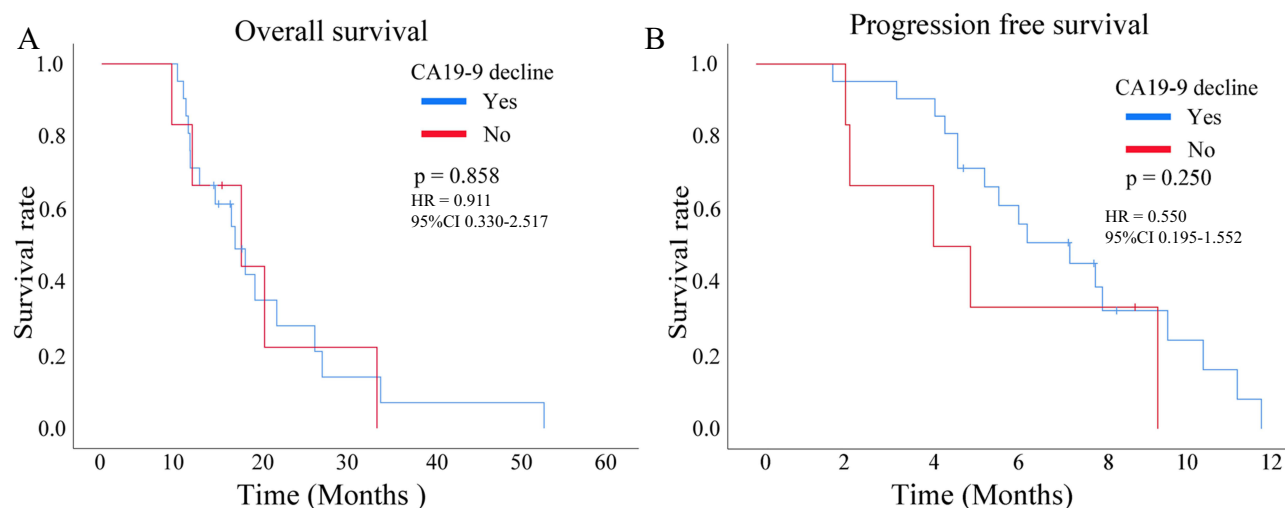 A
Overall survival
CA19-9 decline
Yes
No
p = 0.858
HR = 0.911
95%CI 0.330-2.517
Survival rate
1.0
0.8
0.6
0.4
0.2
0.0
0 10 20 30 40 50 60
Time (Months )
B
Progression free survival
CA19-9 decline
Yes
No
p = 0.250
HR = 0.550
95%CI 0.195-1.552
Survival rate
1.0
0.8
0.6
0.4
0.2
0.0
0 2 4 6 8 10 12
Time (Months)